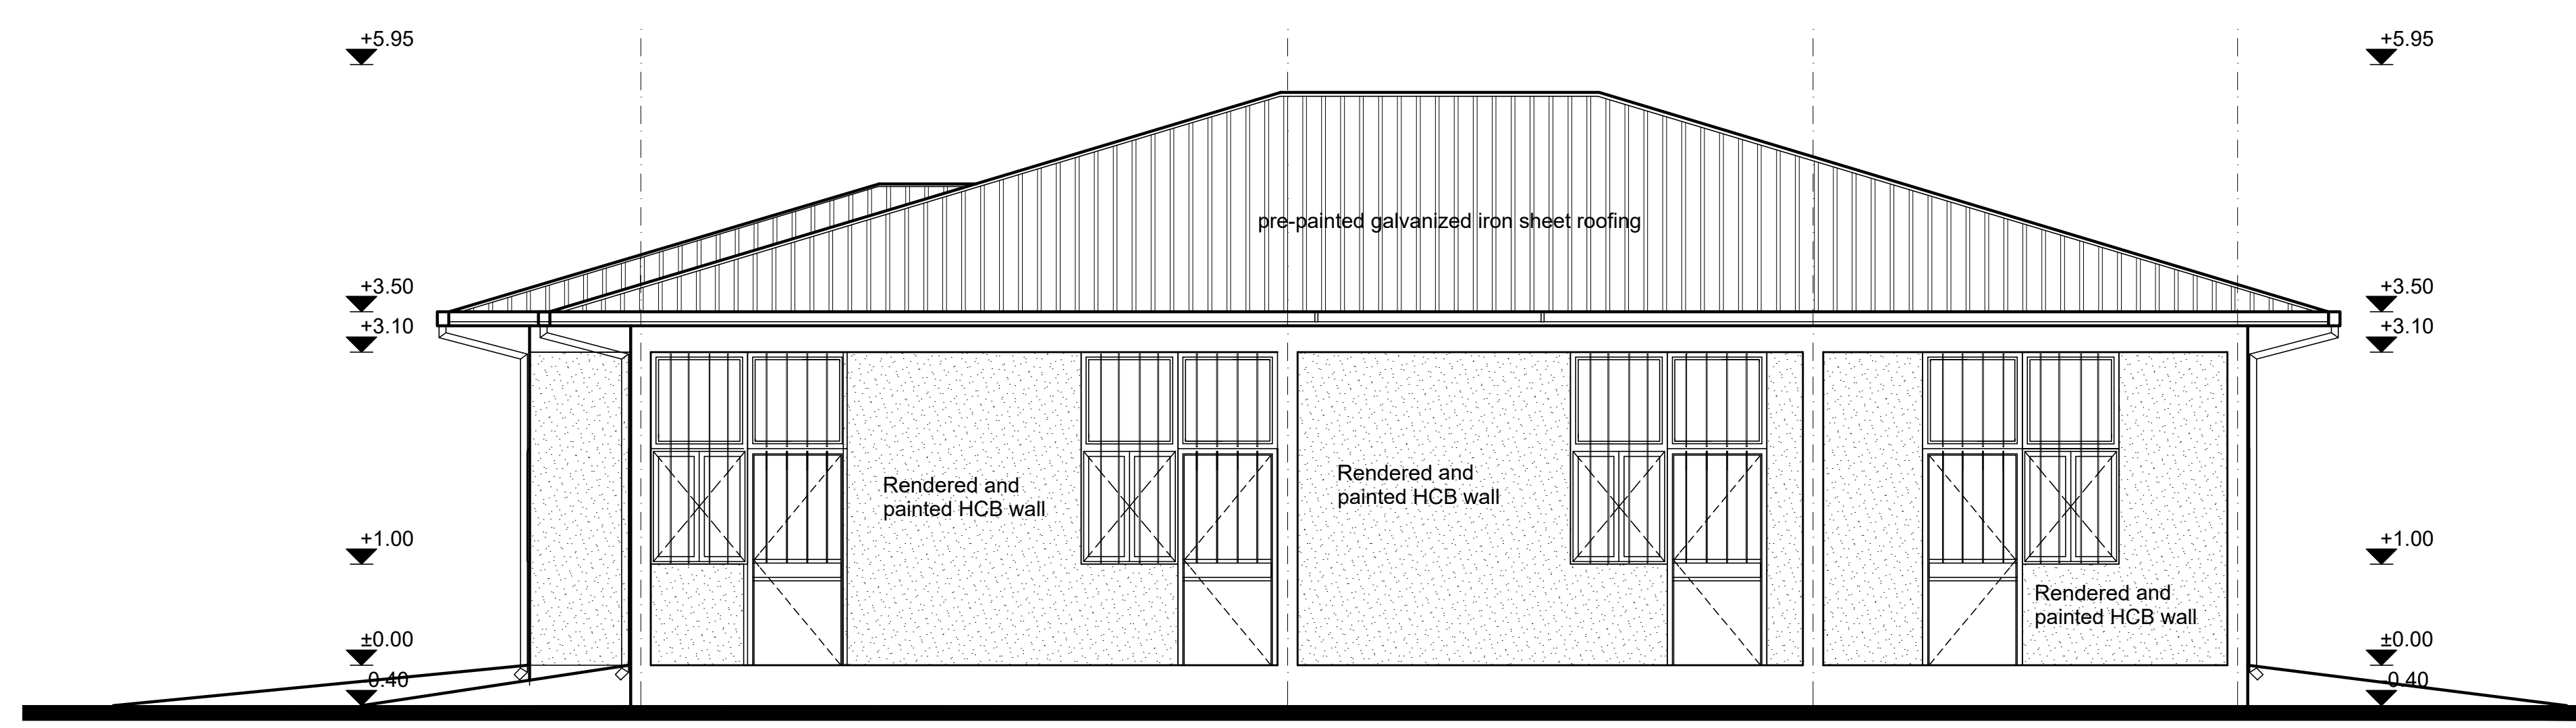 +5.95
+5.95
pre-painted galvanized iron sheet roofing
+3.50
+3.50
+3.10
+3.10
Rendered and
painted HCB wall
Rendered and
painted HCB wall
+1.00
+1.00
Rendered and
painted HCB wall
±0.00
±0.00
-0.40
-0.40